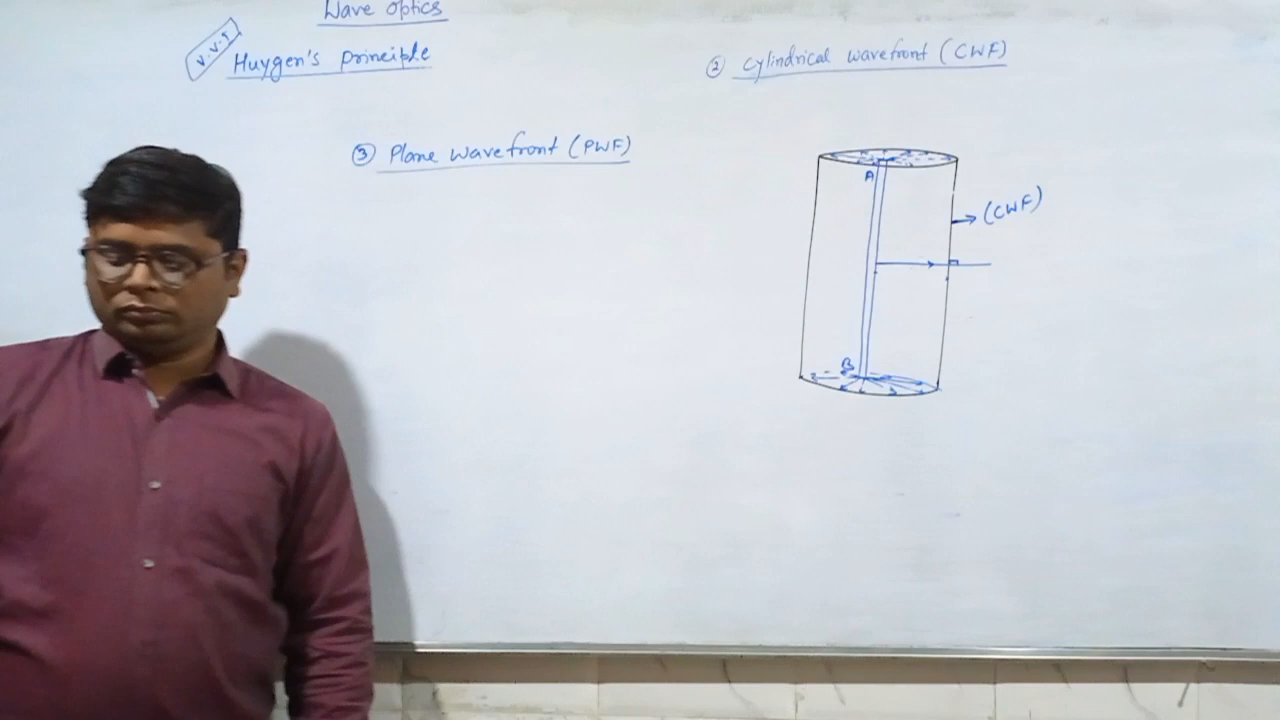 Wave optics
V.V.I
Huygen's principle
② Cylindrical wavefront (CWF)
③ Plane wavefront (PWF)
A
→ (CWF)
B